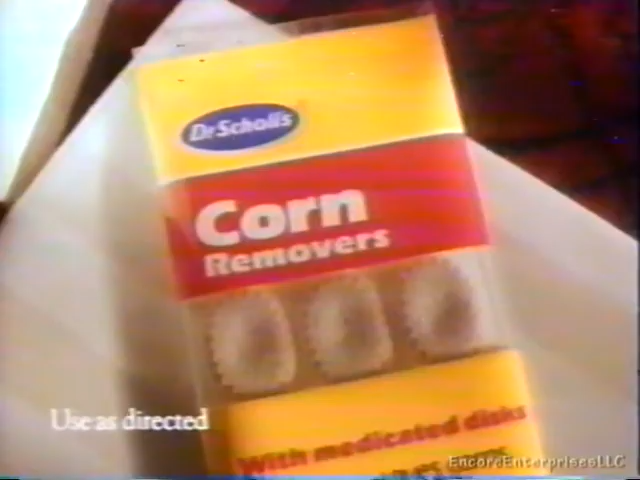 Dr Scholl's
Corn
Removers
With medicated disks
Use as directed
EncoreEnterprisesLLC